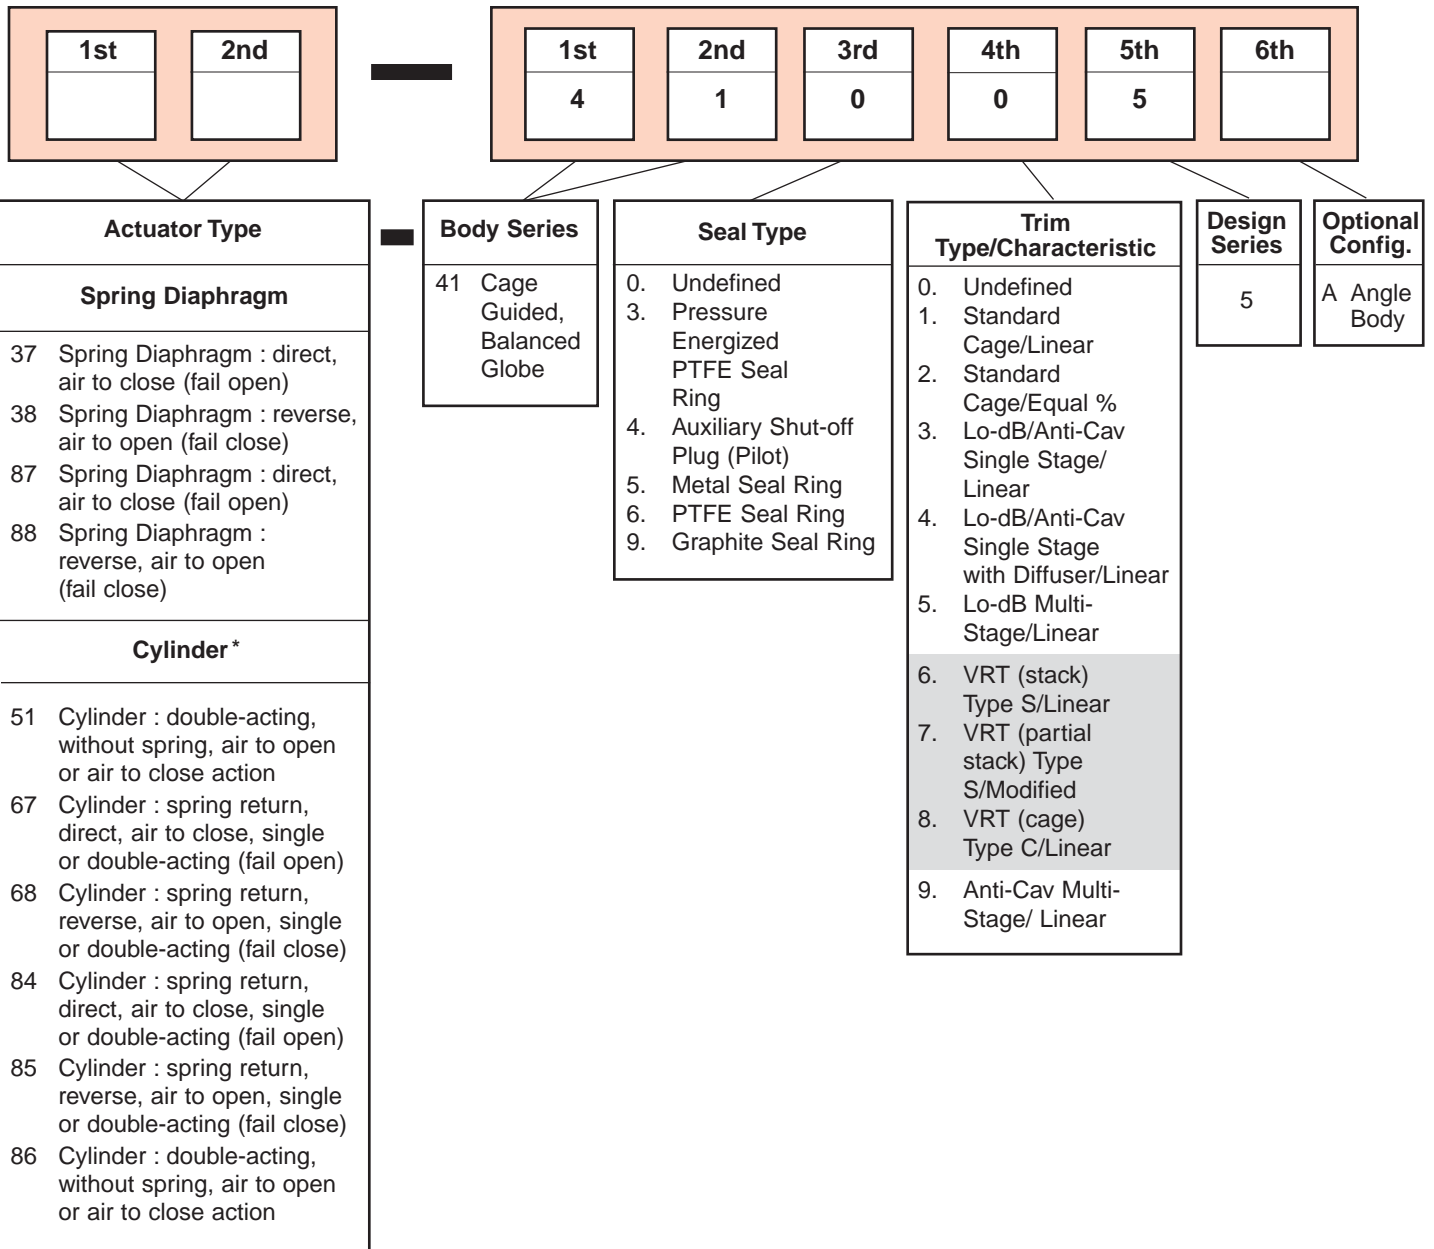 1st
2nd
1st
2nd
3rd
4th
5th
6th
4
1
0
0
5
Actuator Type
Spring Diaphragm
37 Spring Diaphragm : direct,
air to close (fail open)
38 Spring Diaphragm : reverse,
air to open (fail close)
87 Spring Diaphragm : direct,
air to close (fail open)
88 Spring Diaphragm :
reverse, air to open
(fail close)
Cylinder *
51 Cylinder : double-acting,
without spring, air to open
or air to close action
67 Cylinder : spring return,
direct, air to close, single
or double-acting (fail open)
68 Cylinder : spring return,
reverse, air to open, single
or double-acting (fail close)
84 Cylinder : spring return,
direct, air to close, single
or double-acting (fail open)
85 Cylinder : spring return,
reverse, air to open, single
or double-acting (fail close)
86 Cylinder : double-acting,
without spring, air to open
or air to close action
Body Series
41 Cage
Guided,
Balanced
Globe
Seal Type
0. Undefined
3. Pressure
Energized
PTFE Seal
Ring
4. Auxiliary Shut-off
Plug (Pilot)
5. Metal Seal Ring
6. PTFE Seal Ring
9. Graphite Seal Ring
Trim
Type/Characteristic
0. Undefined
1. Standard
Cage/Linear
2. Standard
Cage/Equal %
3. Lo-dB/Anti-Cav
Single Stage/
Linear
4. Lo-dB/Anti-Cav
Single Stage
with Diffuser/Linear
5. Lo-dB Multi-
Stage/Linear
6. VRT (stack)
Type S/Linear
7. VRT (partial
stack) Type
S/Modified
8. VRT (cage)
Type C/Linear
9. Anti-Cav Multi-
Stage/ Linear
Design
Series
5
Optional
Config.
A Angle
Body